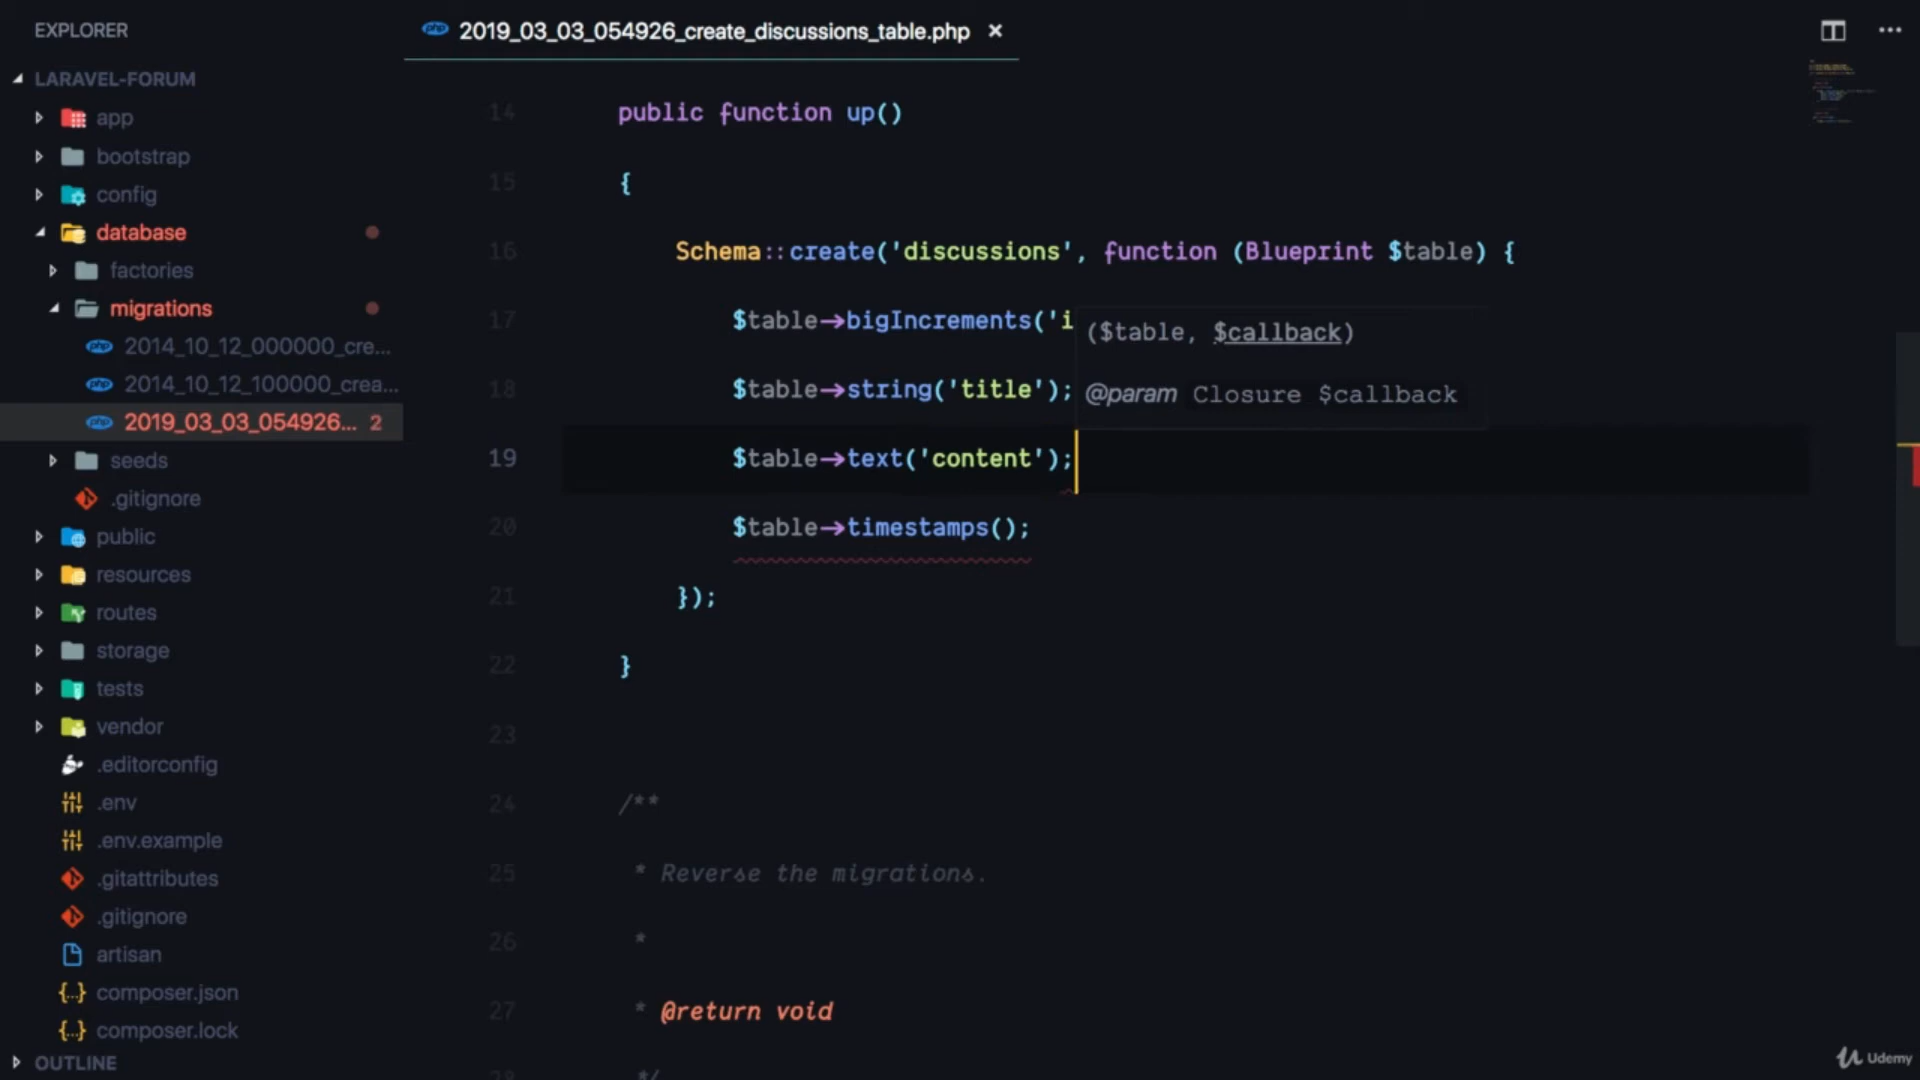 EXPLORER
LARAVEL-FORUM
app
bootstrap
config
database
factories
migrations
2014_10_12_000000_cre...
2014_10_12_100000_crea...
2019_03_03_054926... 2
seeds
.gitignore
public
resources
routes
storage
tests
vendor
.editorconfig
.env
.env.example
.gitattributes
.gitignore
artisan
composer.json
composer.lock
OUTLINE
php 2019_03_03_054926_create_discussions_table.php ×
14 public function up()
15 {
16 Schema::create('discussions', function (Blueprint $table) {
17 $table->bigIncrements('i
($table, $callback)
18 $table->string('title');
@param Closure $callback
19 $table->text('content');
20 $table->timestamps();
21 });
22 }
23
24 /**
25 * Reverse the migrations.
26 *
27 * @return void
28 */
Udemy